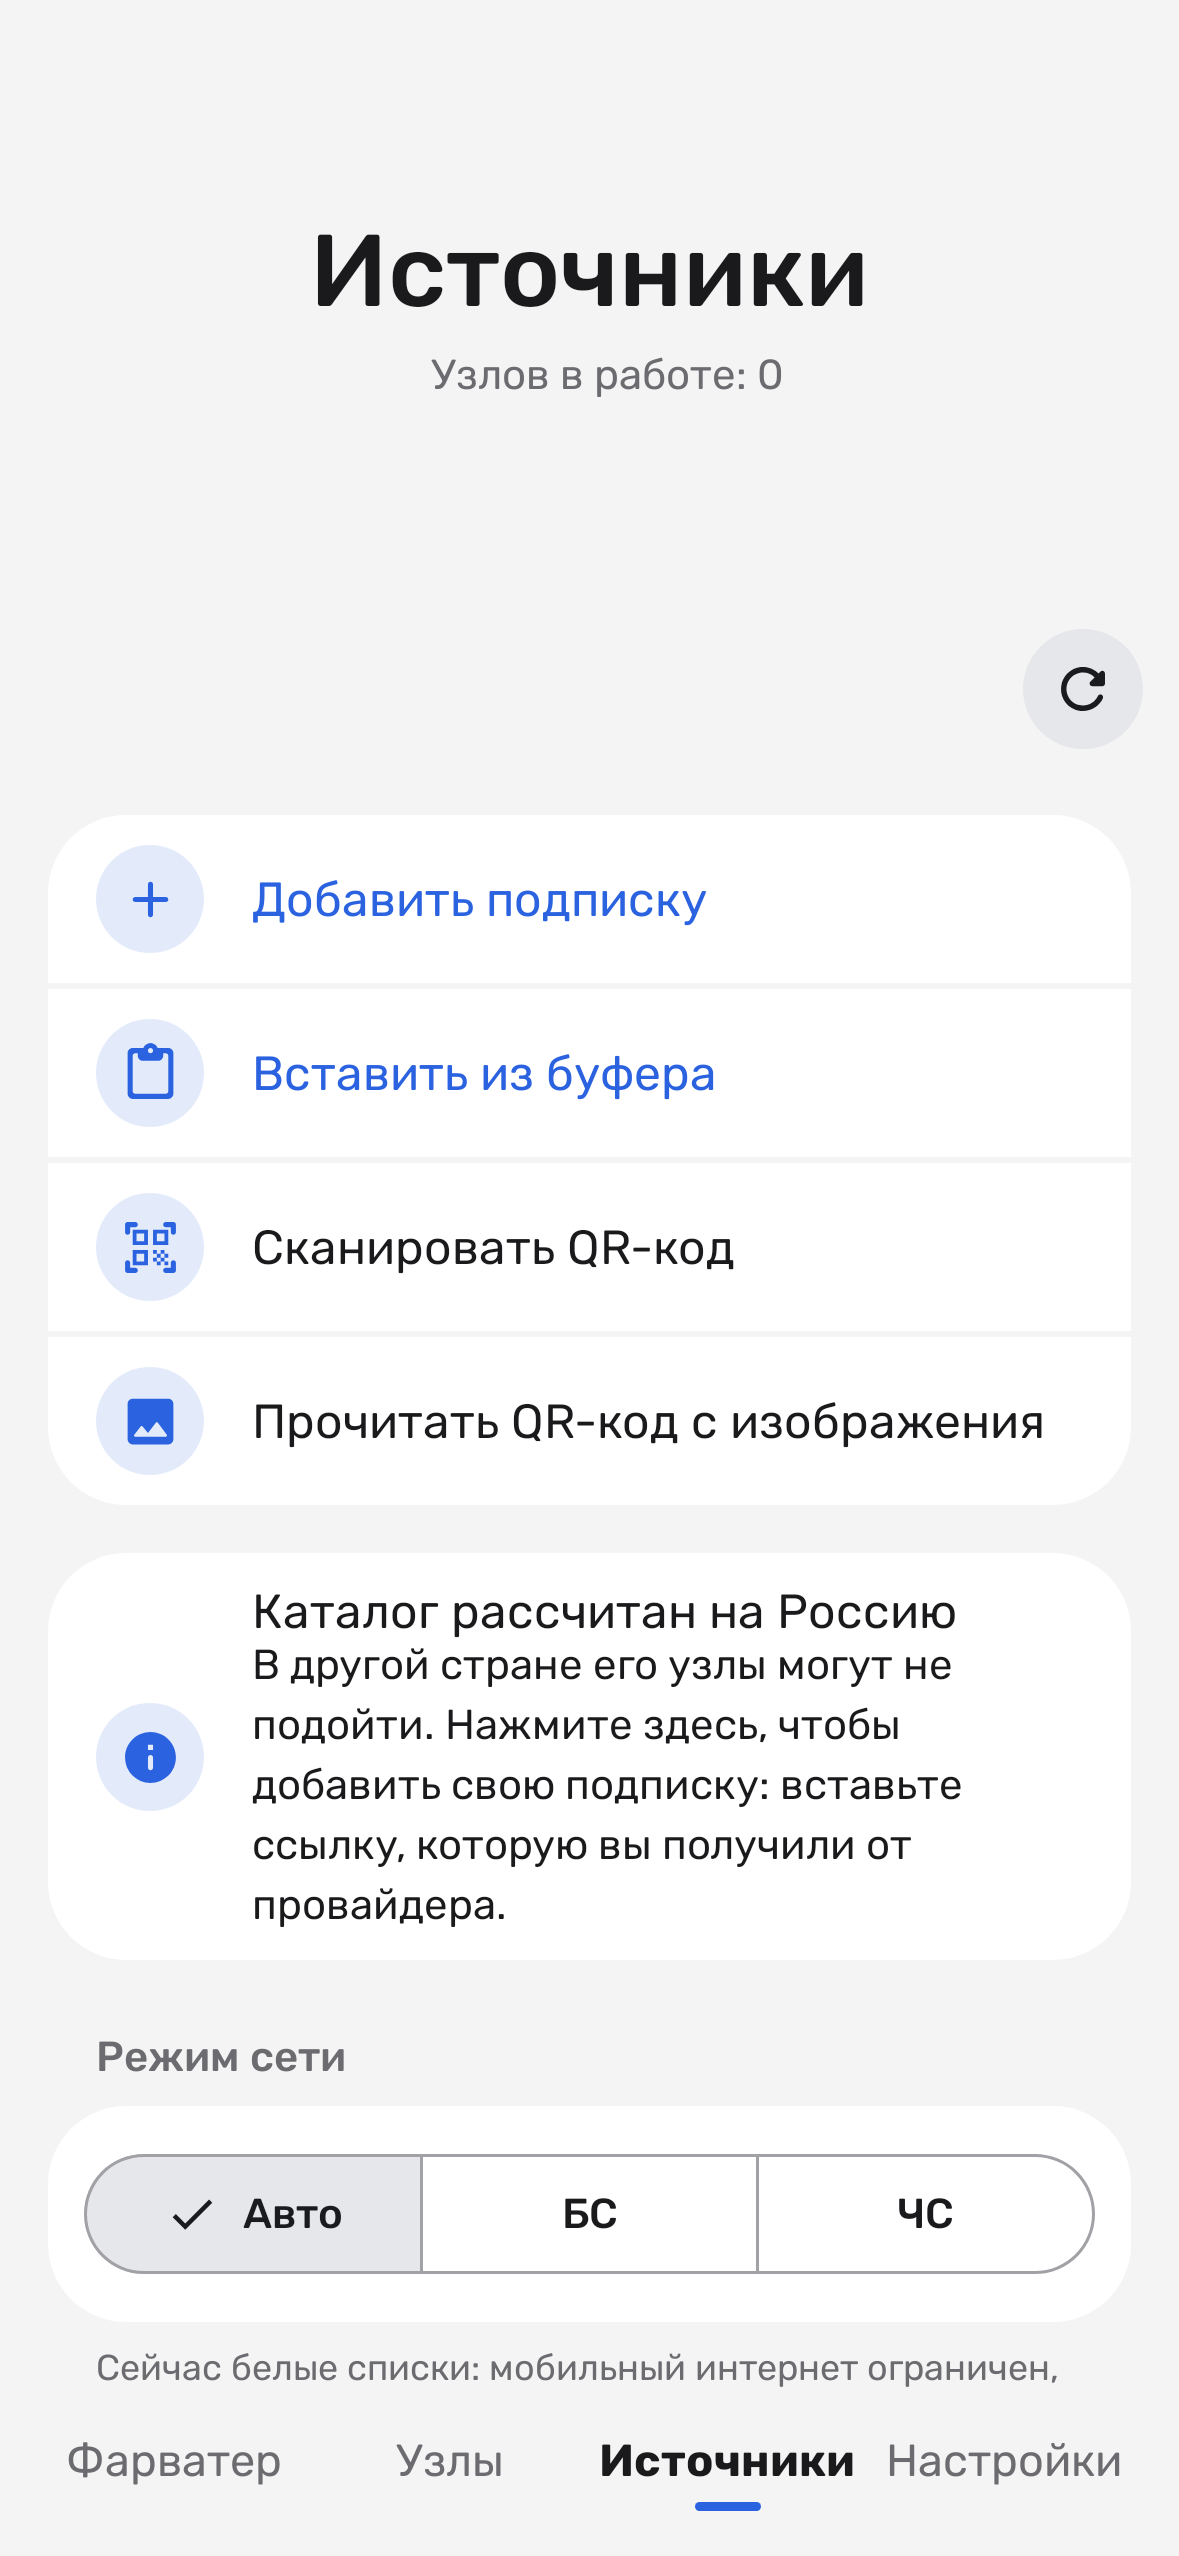 Источники
Узлов в работе: 0
Добавить подписку
Вставить из буфера
Сканировать QR-код
Прочитать QR-код с изображения
Каталог рассчитан на Россию
В другой стране его узлы могут не
подойти. Нажмите здесь, чтобы
добавить свою подписку: вставьте
ссылку, которую вы получили от
провайдера.
Режим сети
Авто
БС
ЧС
Сейчас белые списки: мобильный интернет ограничен,
Фарватер
Узлы
Источники
Настройки